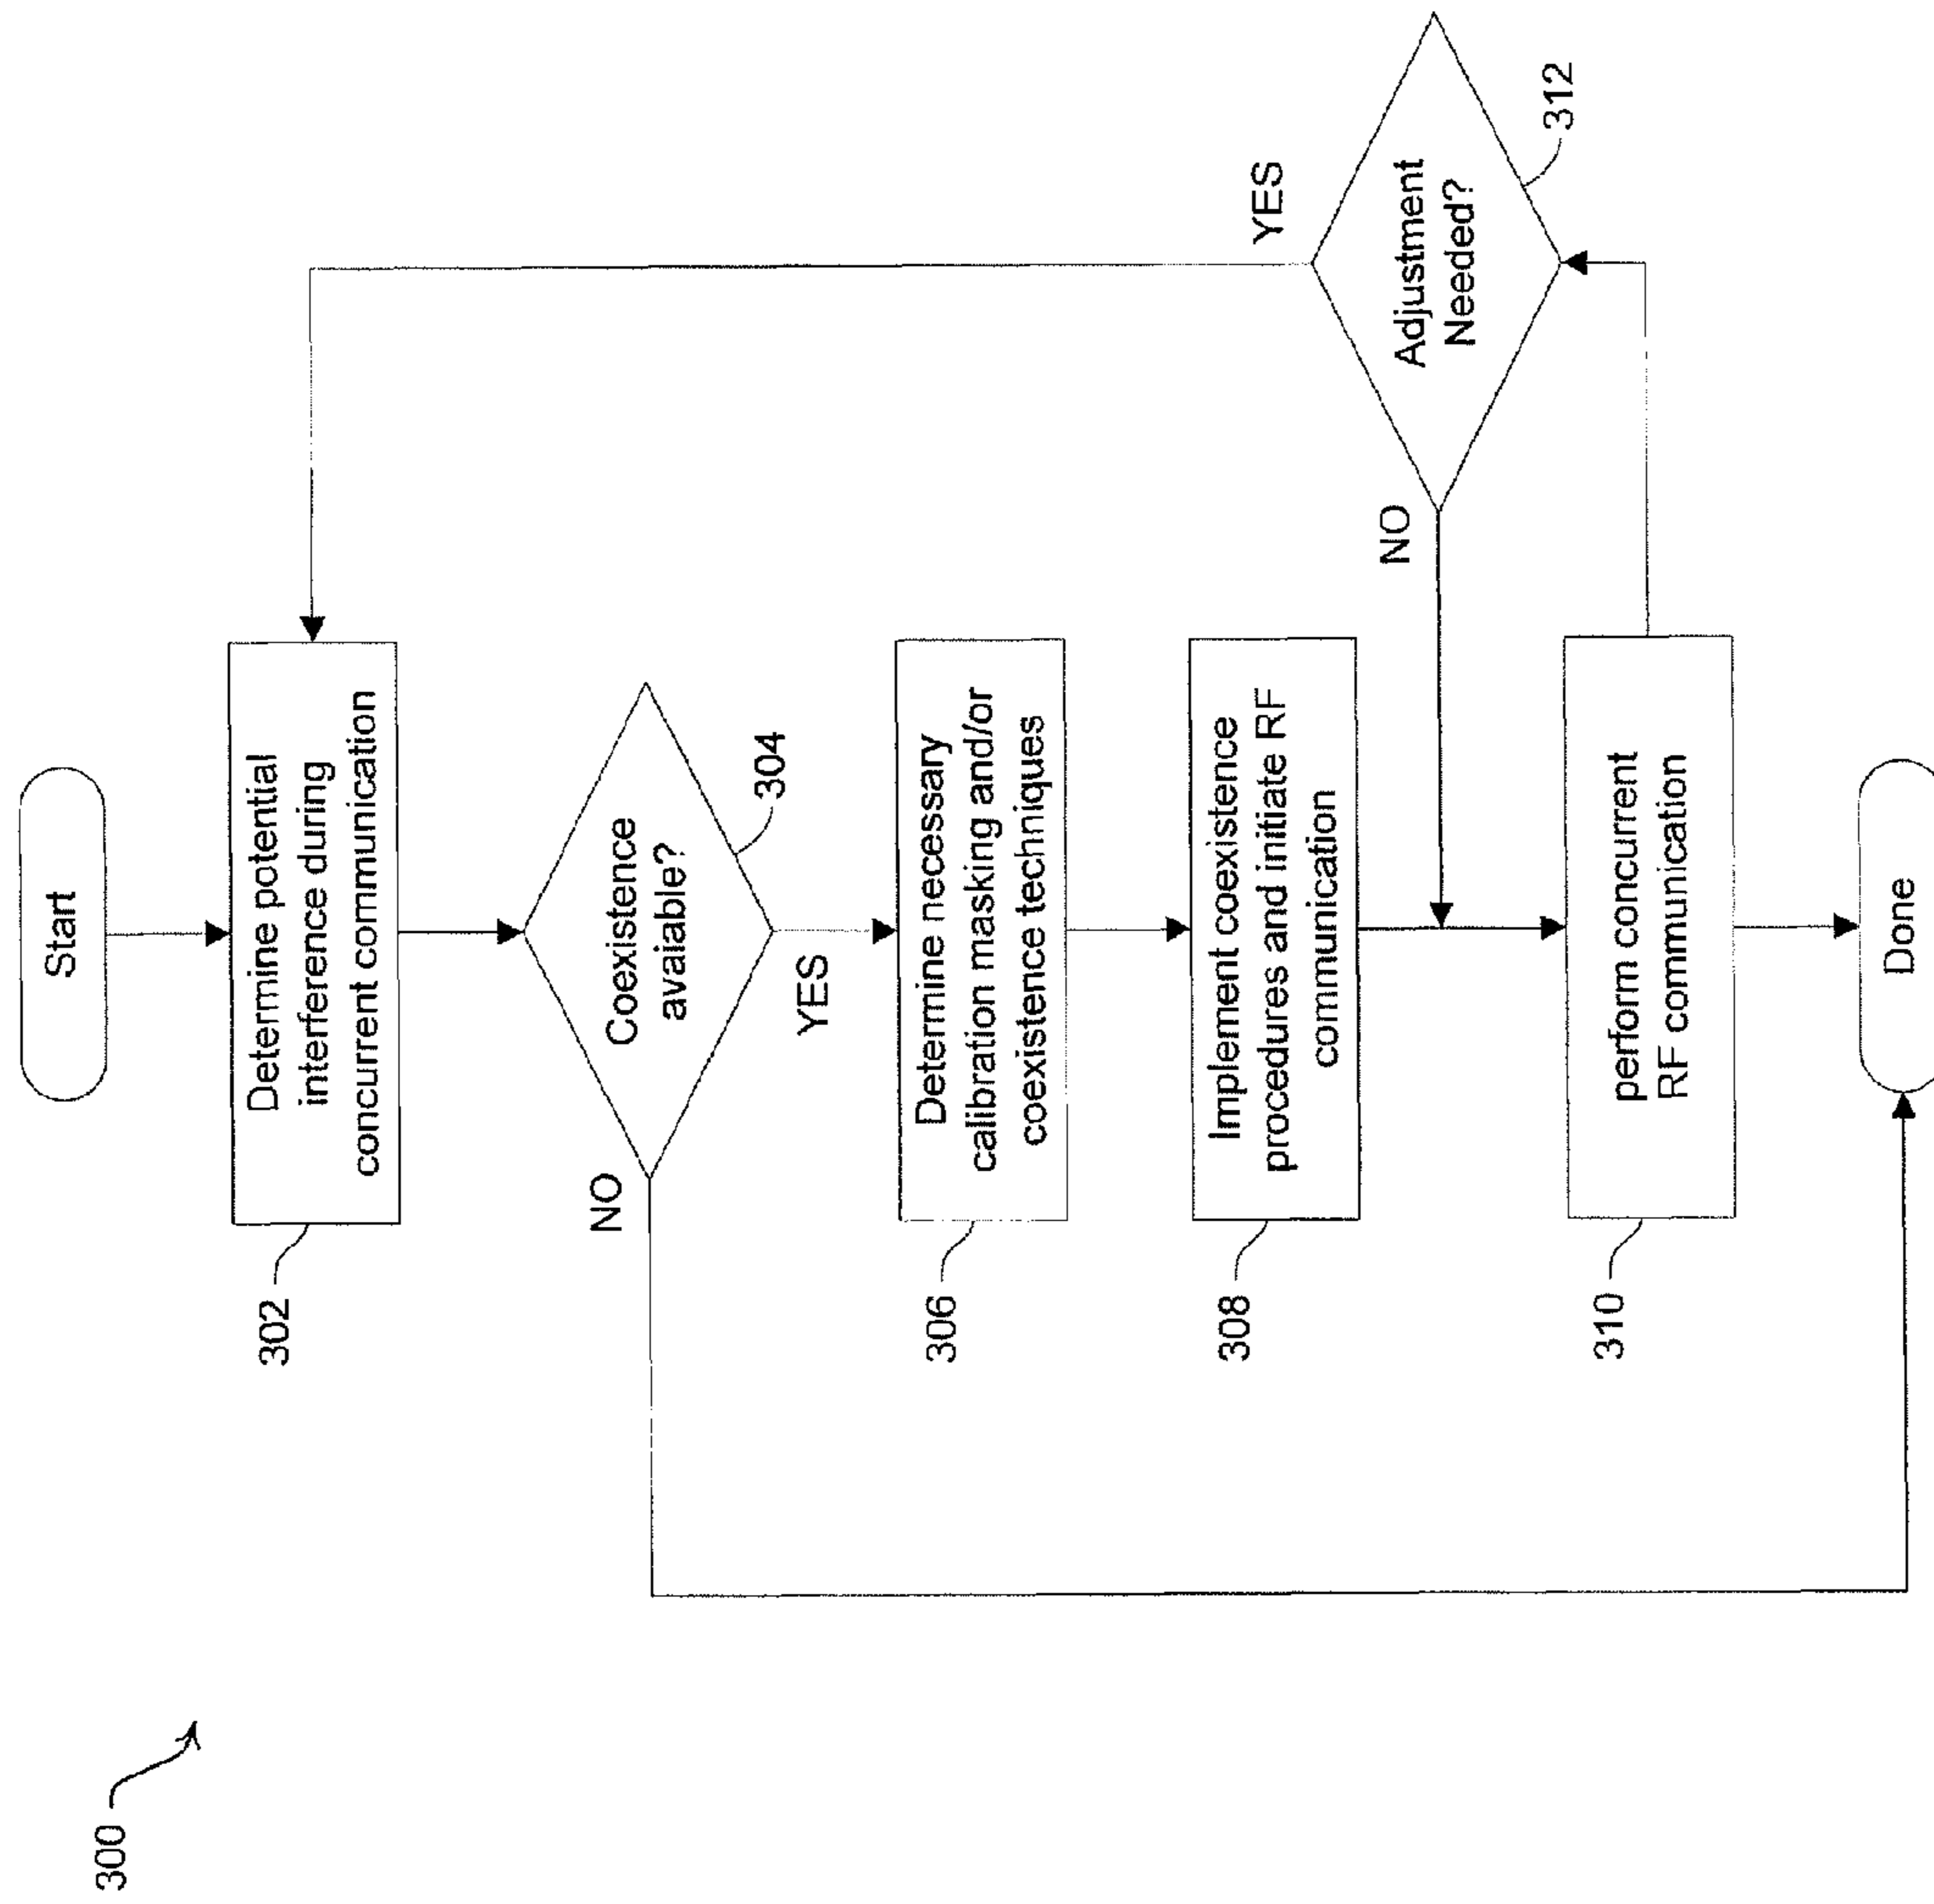 300
Start
302
Determine potential
interference during
concurrent communication
Coexistence
avaiable?
304
NO
YES
306
Determine necessary
calibration masking and/or
coexistence techniques
308
Implement coexistence
procedures and initiate RF
communication
310
perform concurrent
RF communication
Adjustment
Needed?
312
YES
NO
Done